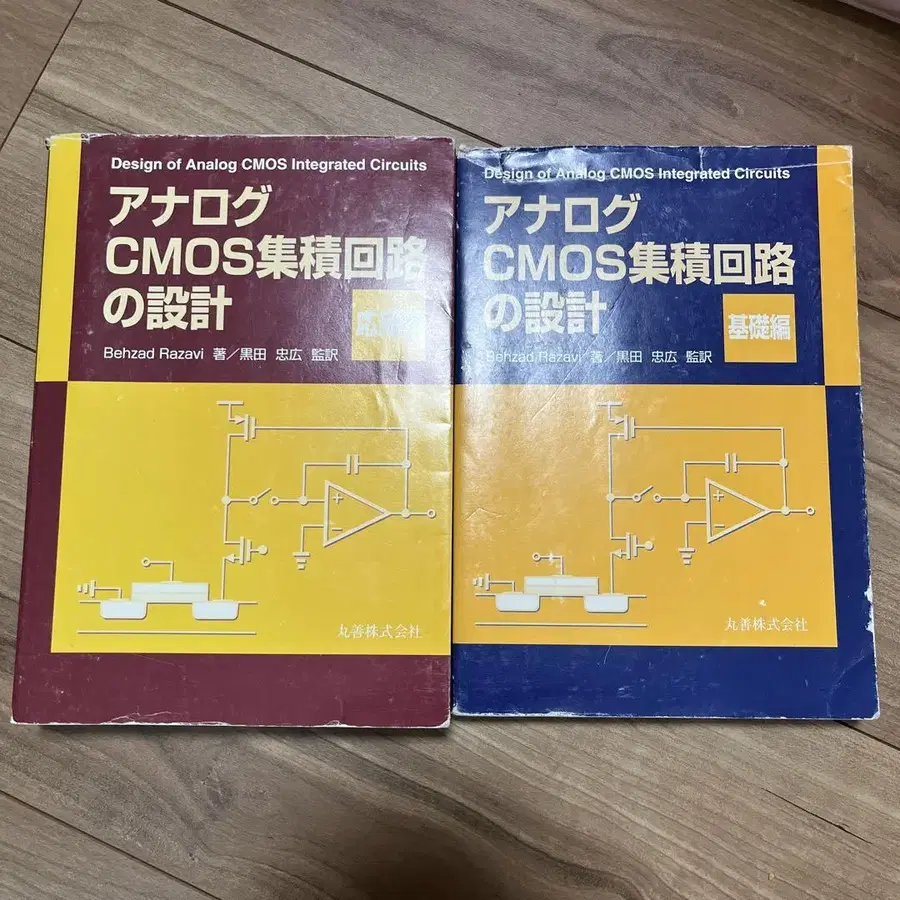 Design of Analog CMOS Integrated Circuits
アナログ
CMOS集積回路
の設計
応用編
Behzad Razavi 著/黒田 忠広 監訳
丸善株式会社
Design of Analog CMOS Integrated Circuits
アナログ
CMOS集積回路
の設計
基礎編
Behzad Razavi 著/黒田 忠広 監訳
丸善株式会社